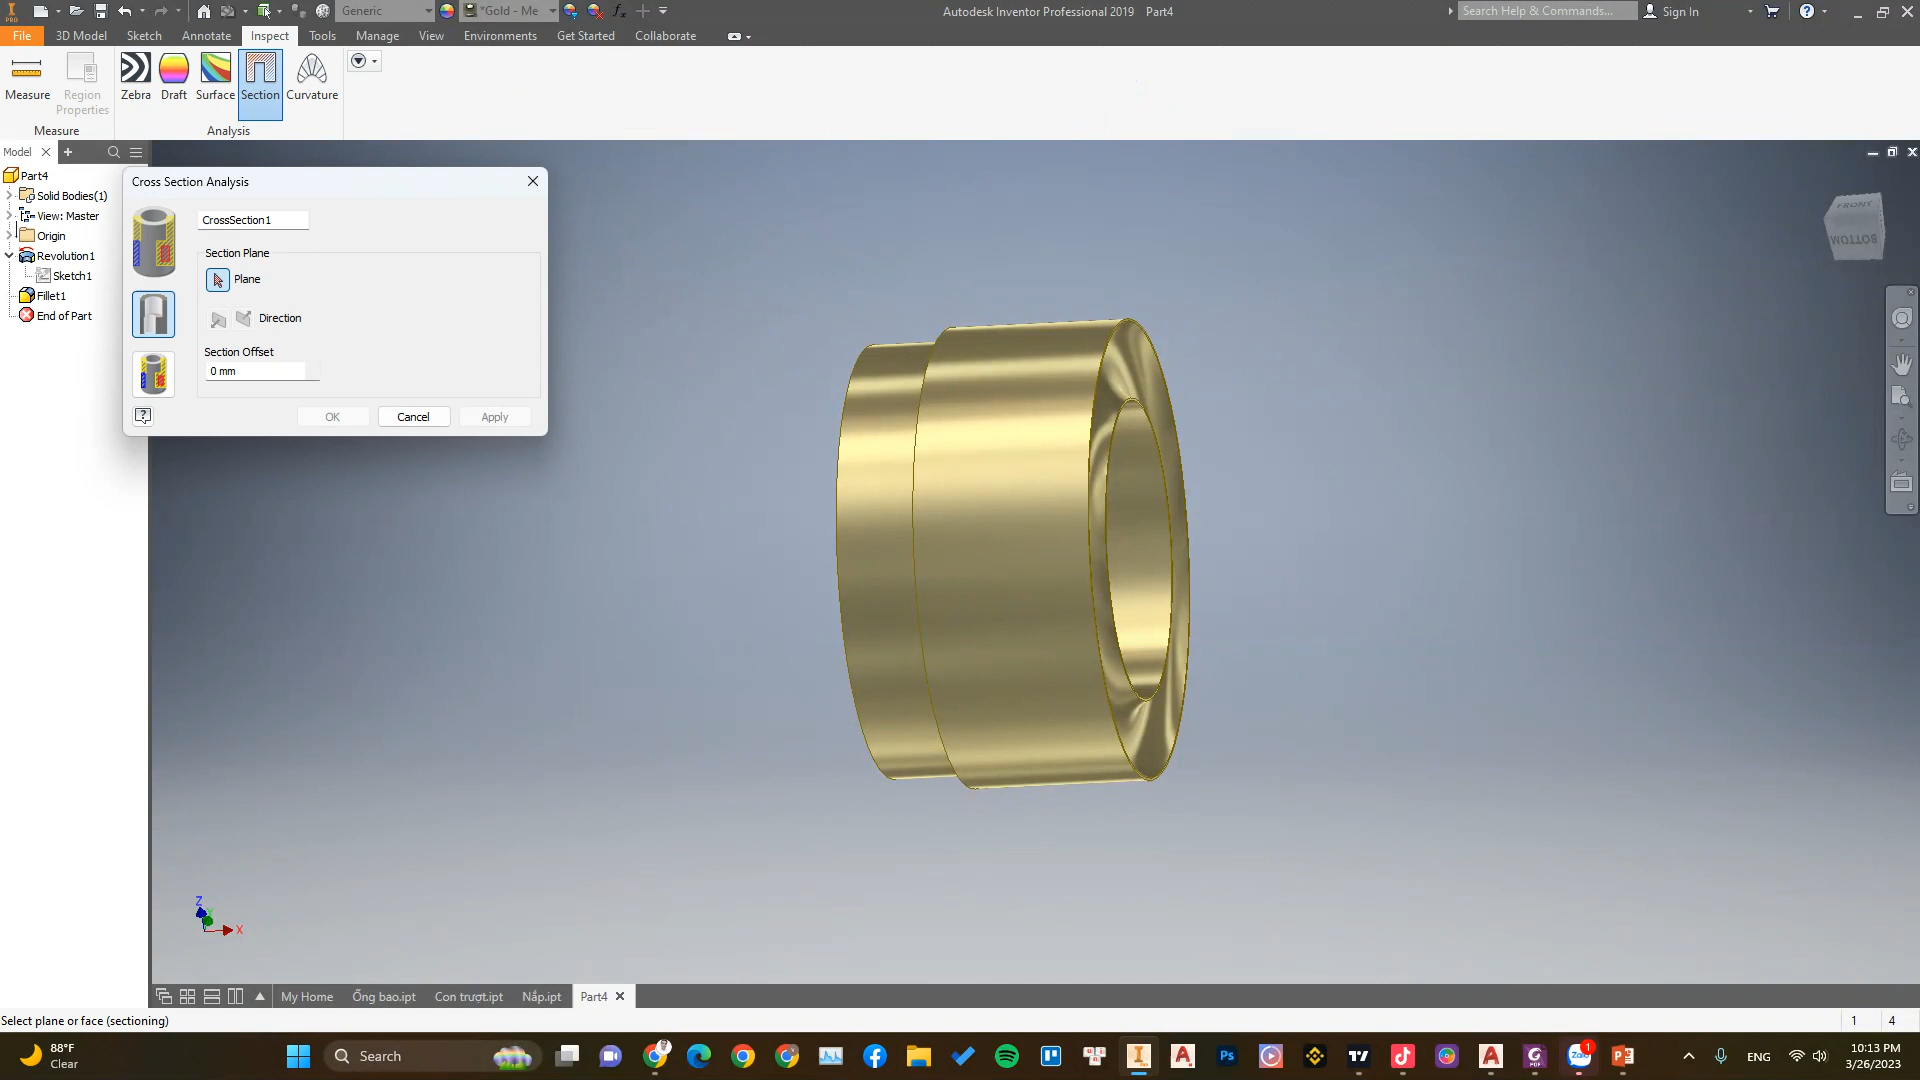 PRO
Generic
*Gold - Me
Autodesk Inventor Professional 2019 Part4
Search Help & Commands...
Sign In
File 3D Model Sketch Annotate Inspect Tools Manage View Environments Get Started Collaborate
Measure Region Properties Zebra Draft Surface Section Curvature
Measure Analysis
Model
Part4
Solid Bodies(1)
View: Master
Origin
Revolution1
Sketch1
Fillet1
End of Part
Cross Section Analysis
CrossSection1
Section Plane
Plane
Direction
Section Offset
0 mm
OK Cancel Apply
FRONT
BOTTOM
Z
X
My Home Ống bao.ipt Con trượt.ipt Nắp.ipt Part4
Select plane or face (sectioning)
1 4
88°F
Clear
Search
Ps
Zalo
1
ENG
10:13 PM
3/26/2023